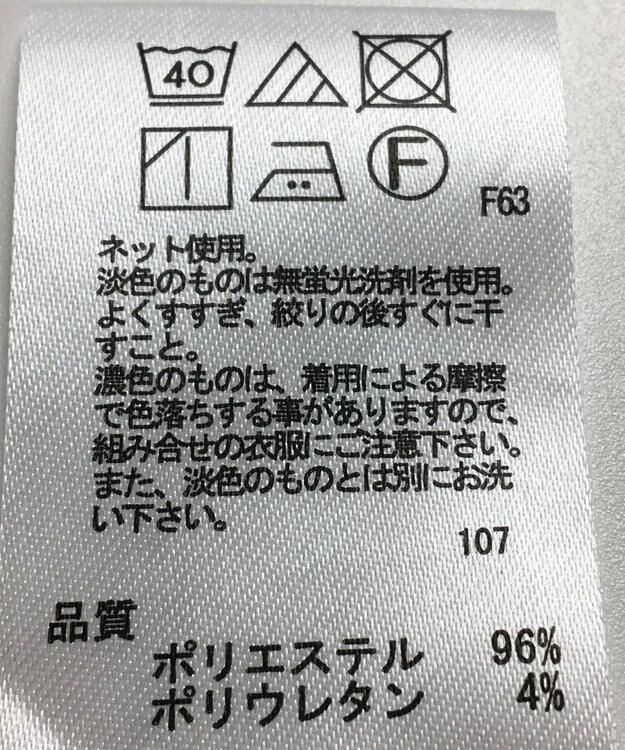 40
F
F63
ネット使用。
淡色のものは無蛍光洗剤を使用。
よくすすぎ、絞りの後すぐに干
すこと。
濃色のものは、着用による摩擦
で色落ちする事がありますので、
組み合せの衣服にご注意下さい。
また、淡色のものとは別にお洗
い下さい。
107
品質
ポリエステル 96%
ポリウレタン 4%